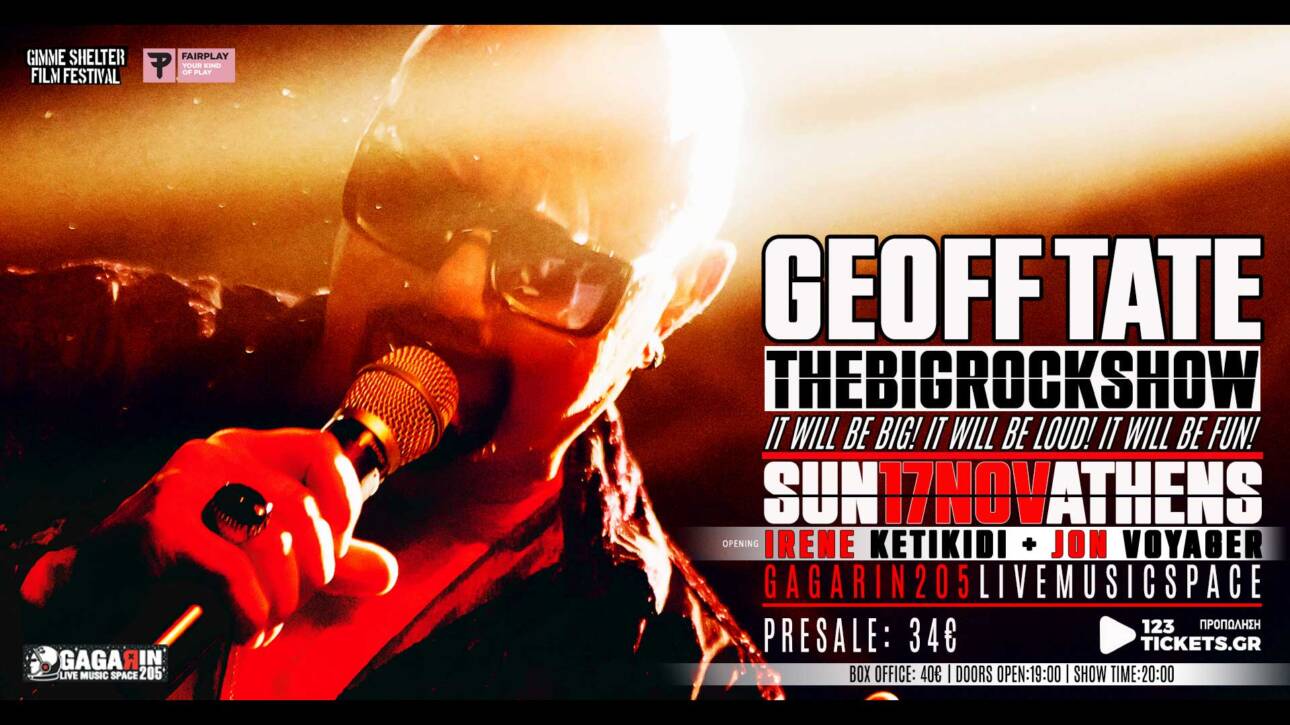 GIMME SHELTER
FILM FESTIVAL
FAIRPLAY
YOUR KIND
OF PLAY
GEOFF TATE
THEBIGROCKSHOW
IT WILL BE BIG! IT WILL BE LOUD! IT WILL BE FUN!
SUN17NOVATHENS
OPENING IRENE KETIKIDI + JON VOYAGER
GAGARIN205LIVEMUSICSPACE
PRESALE: 34€
123 ΠΡΟΠΩΛΗΣΗ
TICKETS.GR
BOX OFFICE: 40€ | DOORS OPEN:19:00 | SHOW TIME:20:00
GAGAЯIN
LIVE MUSIC SPACE 205